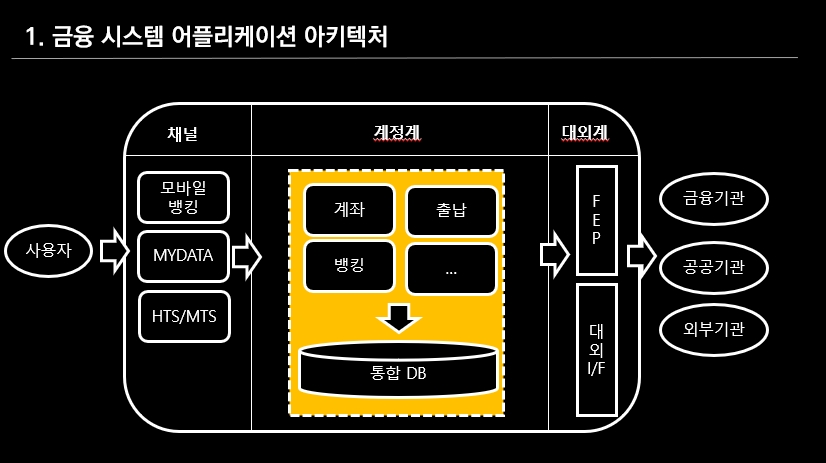 1. 금융 시스템 어플리케이션 아키텍처
채널
계정계
대외계
사용자
모바일
뱅킹
MYDATA
HTS/MTS
계좌
출납
뱅킹
...
통합 DB
F
E
P
대
외
I/F
금융기관
공공기관
외부기관